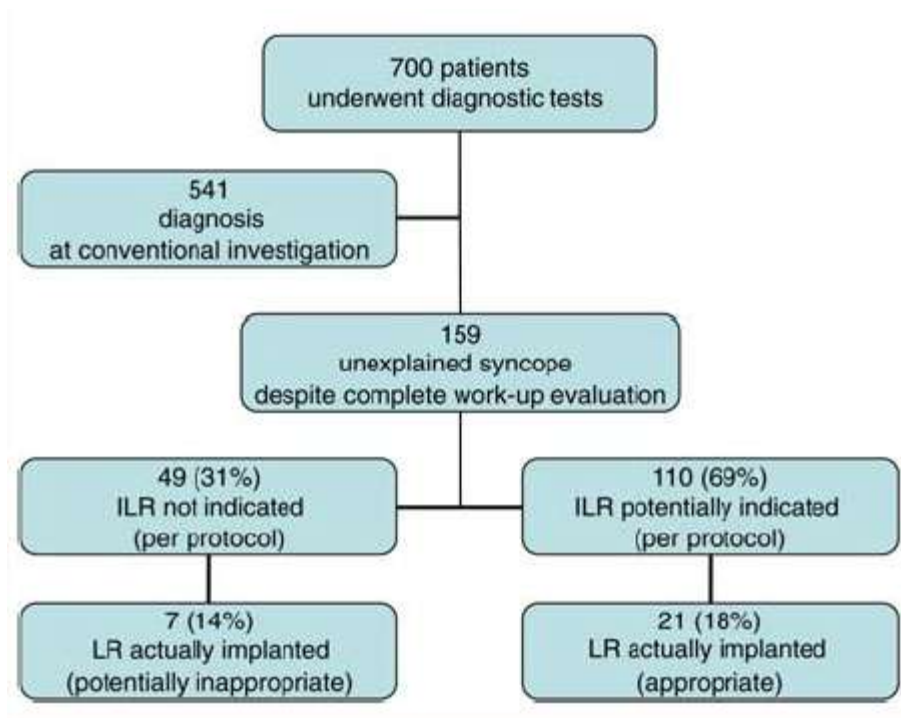 700 patients
underwent diagnostic tests
541
diagnosis
at conventional investigation
159
unexplained syncope
despite complete work-up evaluation
49 (31%)
ILR not indicated
(per protocol)
110 (69%)
ILR potentially indicated
(per protocol)
7 (14%)
LR actually implanted
(potentially inappropriate)
21 (18%)
LR actually implanted
(appropriate)